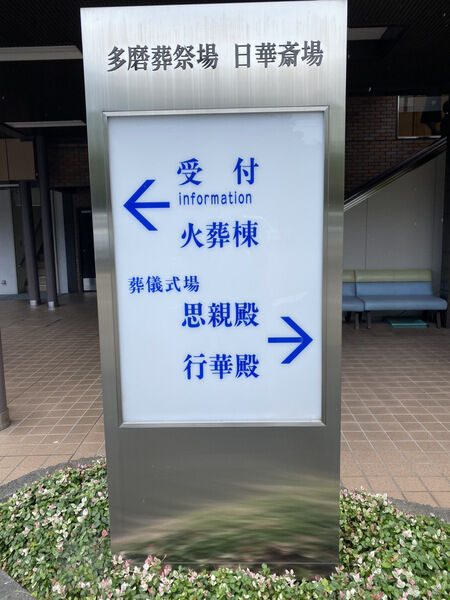 多磨葬祭場 日華斎場
受付
information
火葬棟
葬儀式場
思親殿
行華殿